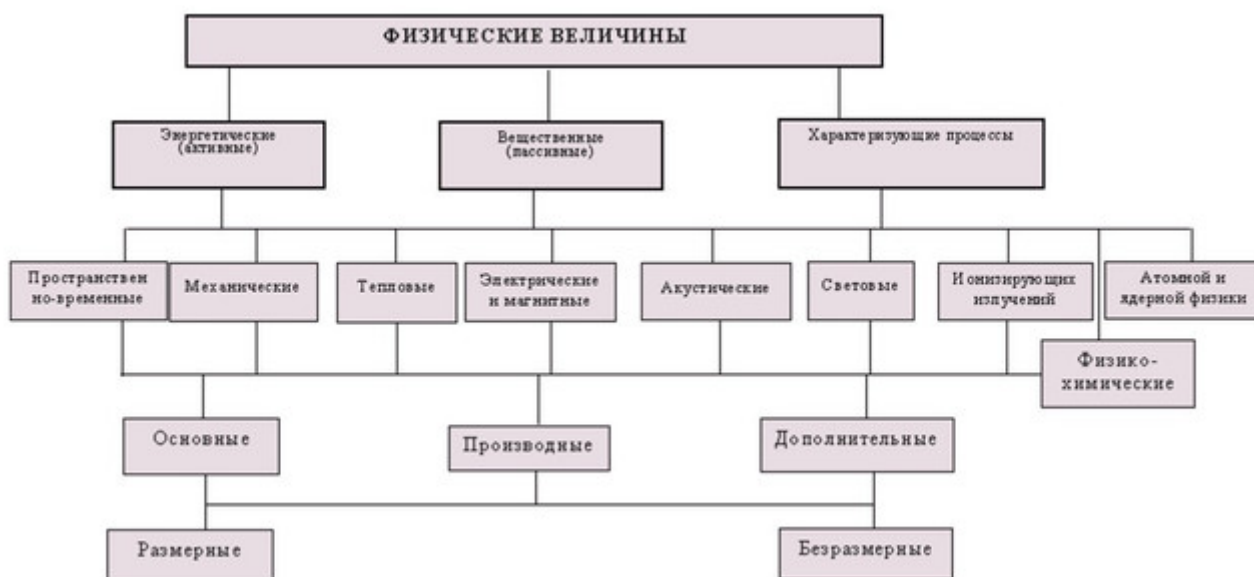 ФИЗИЧЕСКИЕ ВЕЛИЧИНЫ
Энергетические
(активные)
Вещественные
(пассивные)
Характеризующие процессы
Пространствен
но-временные
Механические
Тепловые
Электрические
и магнитные
Акустические
Световые
Ионизирующих
излучений
Атомной и
ядерной физики
Физико-
химические
Основные
Производные
Дополнительные
Размерные
Безразмерные